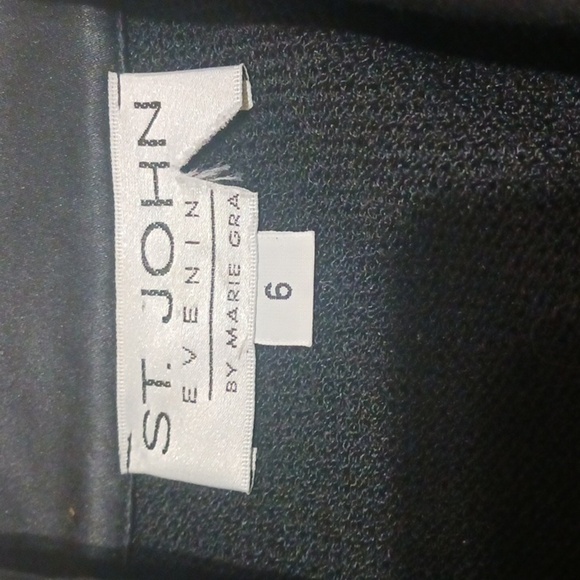 ST. JOHN
EVENIN
BY MARIE GRA
6